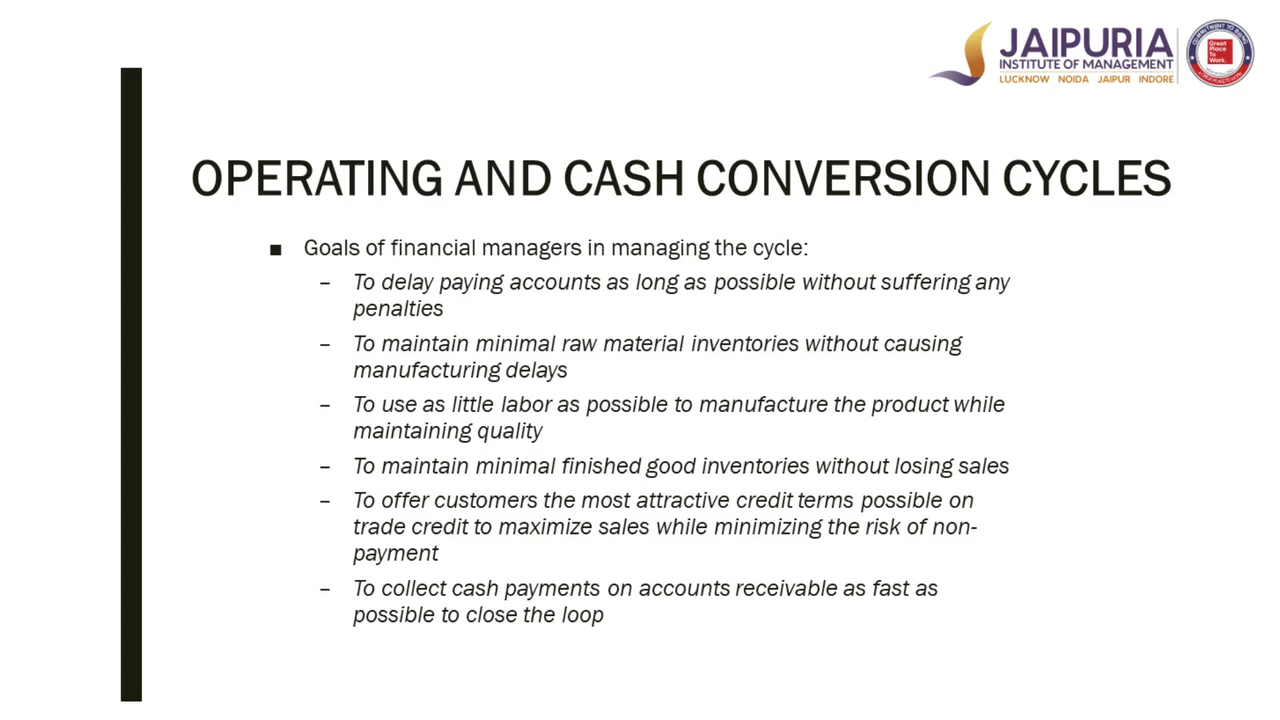 JAIPURIA
INSTITUTE OF MANAGEMENT
LUCKNOW NOIDA JAIPUR INDORE
Great
Place
To
Work.
OPERATING AND CASH CONVERSION CYCLES
■ Goals of financial managers in managing the cycle:
– To delay paying accounts as long as possible without suffering any
penalties
– To maintain minimal raw material inventories without causing
manufacturing delays
– To use as little labor as possible to manufacture the product while
maintaining quality
– To maintain minimal finished good inventories without losing sales
– To offer customers the most attractive credit terms possible on
trade credit to maximize sales while minimizing the risk of non-
payment
– To collect cash payments on accounts receivable as fast as
possible to close the loop